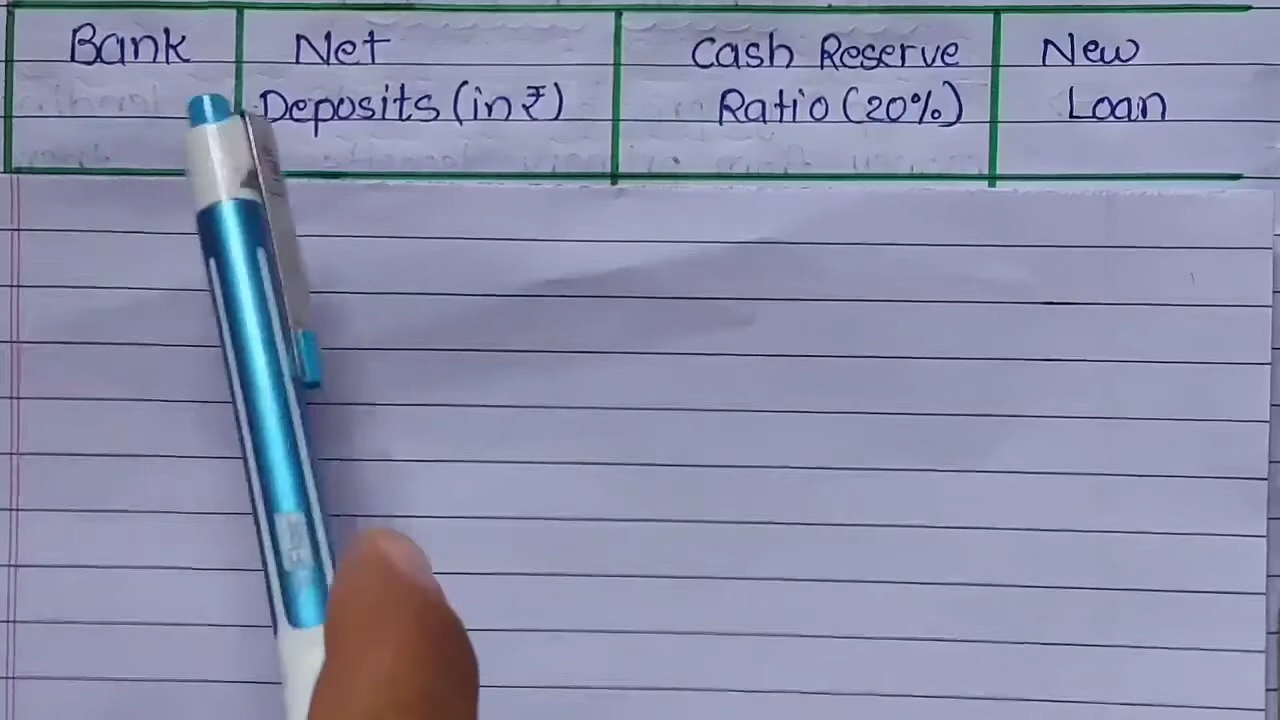 Bank Net Cash Reserve New
Deposits (in ₹) Ratio (20%) Loan